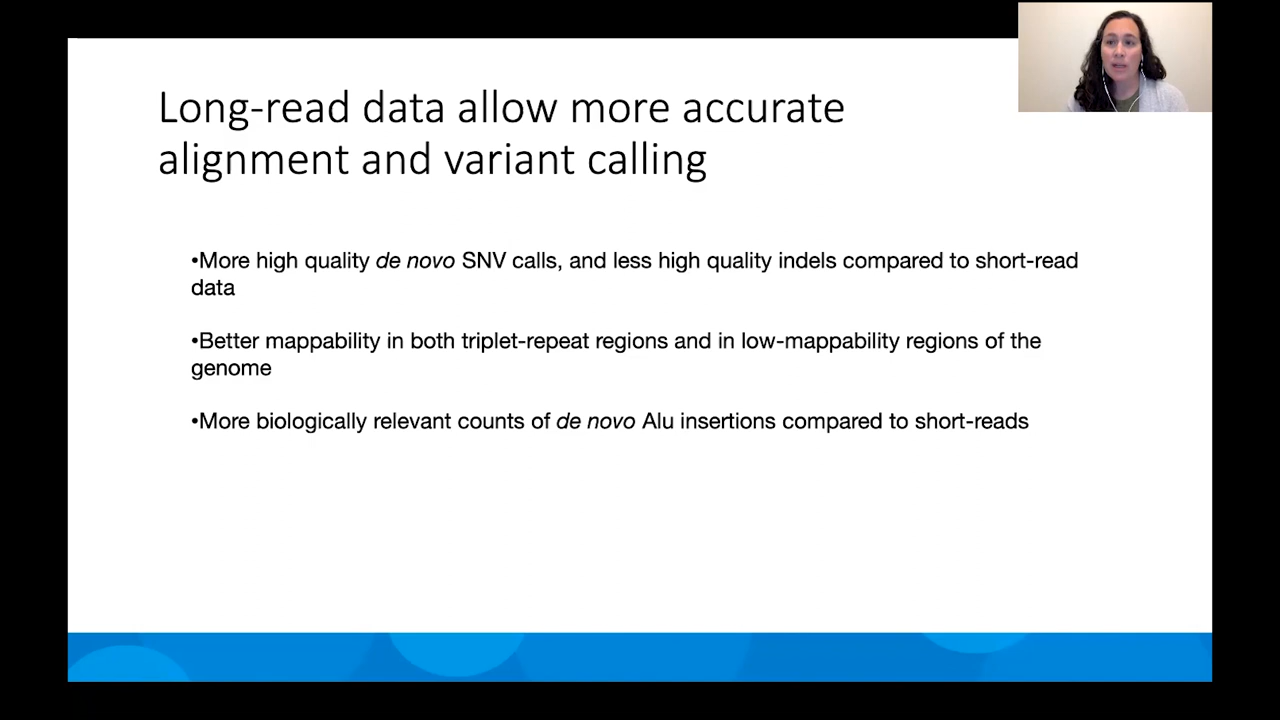 Long-read data allow more accurate
alignment and variant calling
•More high quality de novo SNV calls, and less high quality indels compared to short-read
data
•Better mappability in both triplet-repeat regions and in low-mappability regions of the
genome
•More biologically relevant counts of de novo Alu insertions compared to short-reads